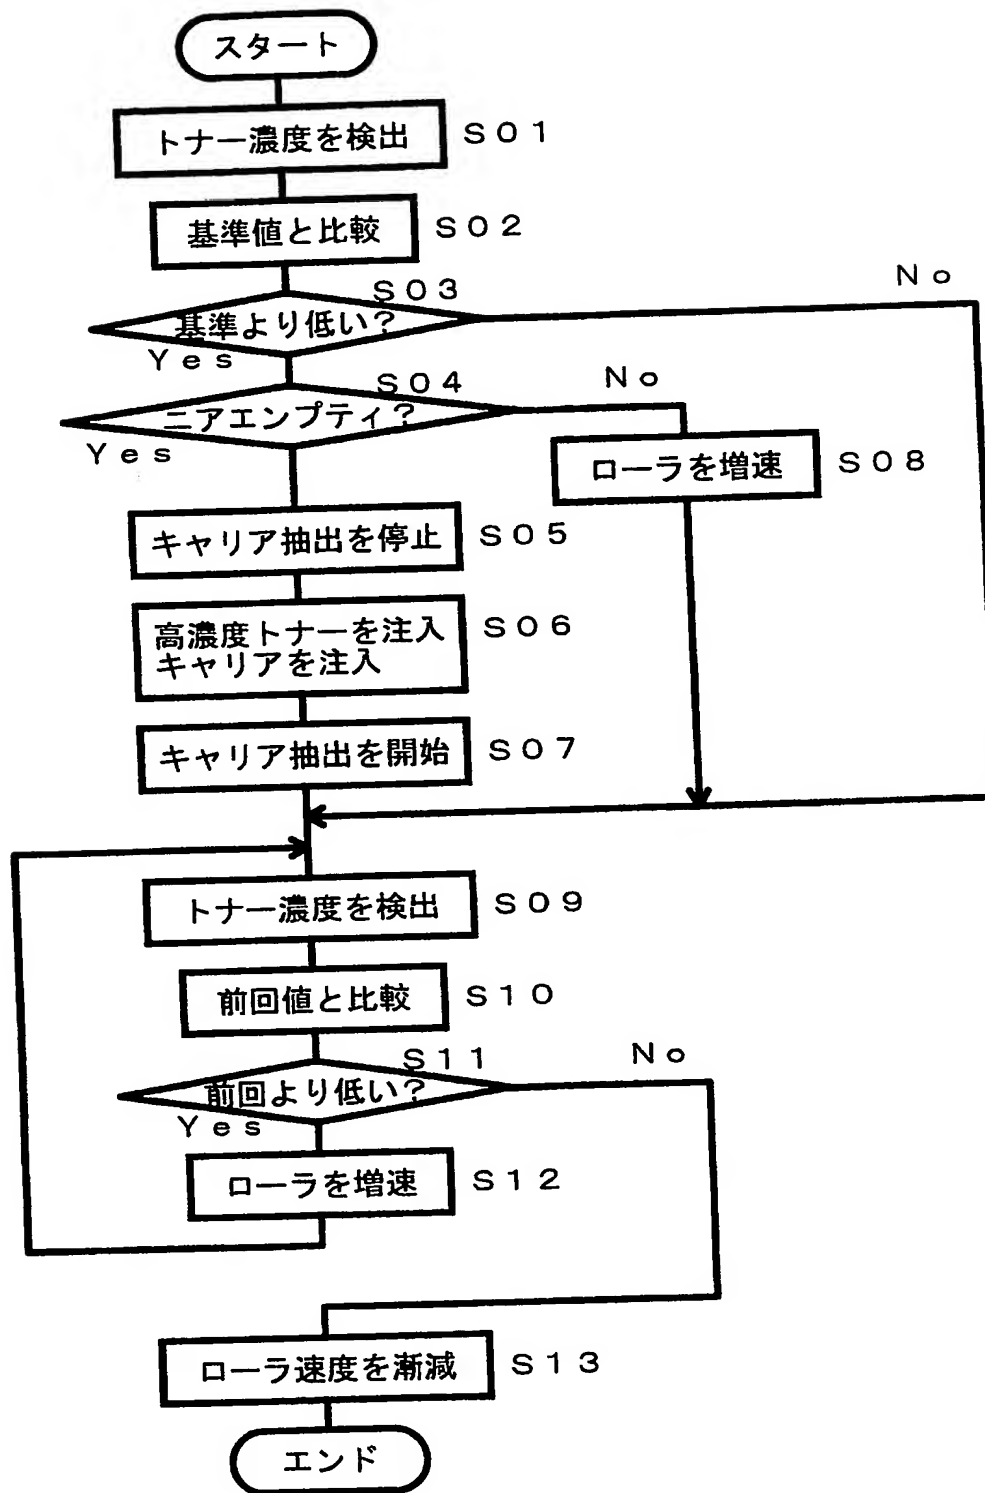 スタート
トナー濃度を検出 S01
基準値と比較 S02
S03 No
基準より低い?
Yes
S04 No
ニアエンプティ?
Yes
ローラを増速 S08
キャリア抽出を停止 S05
高濃度トナーを注入 S06
キャリアを注入
キャリア抽出を開始 S07
トナー濃度を検出 S09
前回値と比較 S10
S11 No
前回より低い?
Yes
ローラを増速 S12
ローラ速度を漸減 S13
エンド